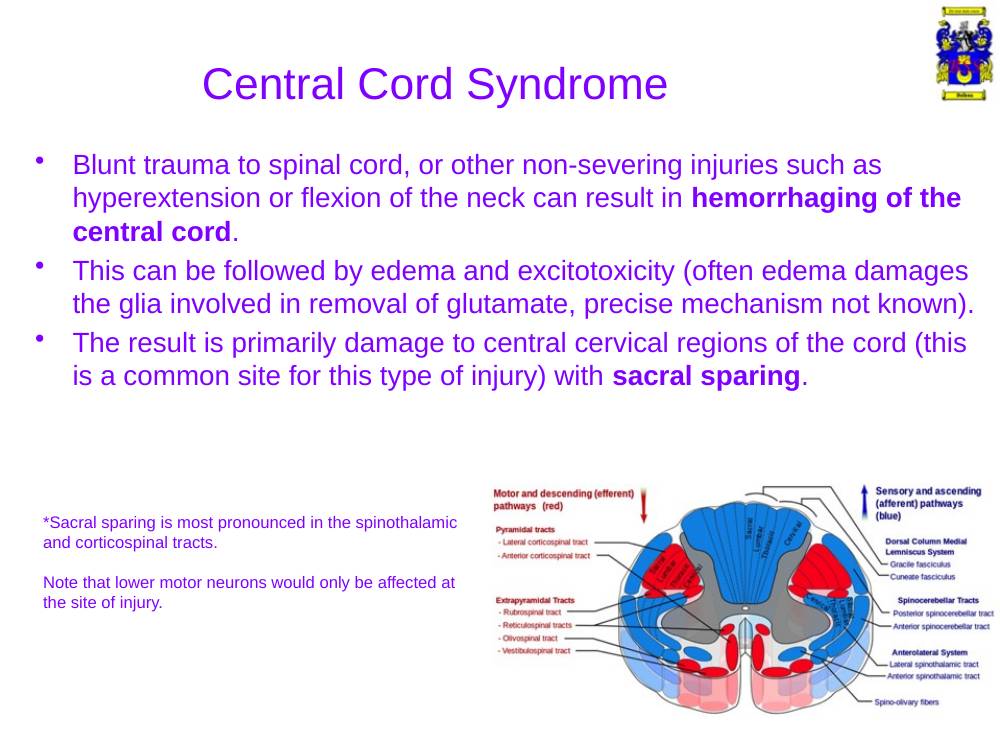 Central Cord Syndrome
• Blunt trauma to spinal cord, or other non-severing injuries such as
hyperextension or flexion of the neck can result in hemorrhaging of the
central cord.
• This can be followed by edema and excitotoxicity (often edema damages
the glia involved in removal of glutamate, precise mechanism not known).
• The result is primarily damage to central cervical regions of the cord (this
is a common site for this type of injury) with sacral sparing.
*Sacral sparing is most pronounced in the spinothalamic
and corticospinal tracts.
Note that lower motor neurons would only be affected at
the site of injury.
Motor and descending (efferent)
pathways (red)
Pyramidal tracts
- Lateral corticospinal tract
- Anterior corticospinal tract
Extrapyramidal Tracts
- Rubrospinal tract
- Reticulospinal tracts
- Olivospinal tract
- Vestibulospinal tract
Sacral
Lumbar
Thoracic
Cervical
Sacral
Lumbar
Thoracic
Cervical
Cervical
Thoracic
Lumbar
Sacral
Sensory and ascending
(afferent) pathways
(blue)
Dorsal Column Medial
Lemniscus System
- Gracile fasciculus
- Cuneate fasciculus
Spinocerebellar Tracts
- Posterior spinocerebellar tract
- Anterior spinocerebellar tract
Anterolateral System
- Lateral spinothalamic tract
- Anterior spinothalamic tract
- Spino-olivary fibers